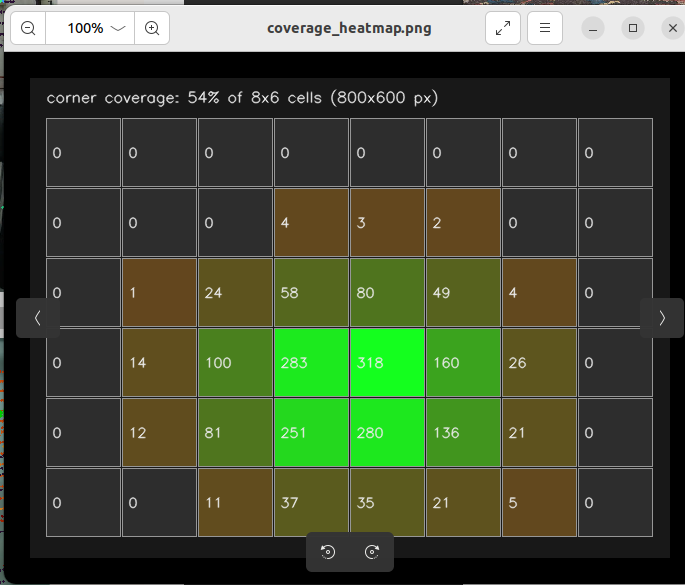 100%
coverage_heatmap.png
corner coverage: 54% of 8x6 cells (800x600 px)
0 0 0 0 0 0 0 0
0 0 0 4 3 2 0 0
0 1 24 58 80 49 4 0
0 14 100 283 318 160 26 0
0 12 81 251 280 136 21 0
0 0 11 37 35 21 5 0